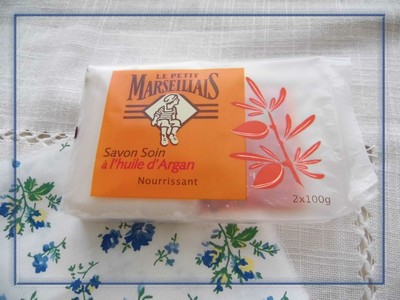 LE PETIT
MARSEILLAIS
Savon Soin
à l'huile d'Argan
Nourrissant
2x100g